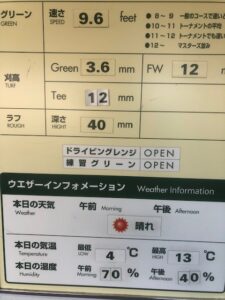 グリーン GREEN 速さ SPEED 9.6 feet
● 8 ~ 9 一般のコースで速い
● 10 ~ 11 トーナメントの平均
● 11 ~ 12 トーナメントでも速い
● 12 ~ マスターズ並み
刈高 TURF Green 3.6 mm FW 12
Tee 12 mm
ラフ ROUGH 深さ HIGHT 40 mm
ドライビングレンジ OPEN
練習グリーン OPEN
ウエザーインフォメーション Weather Information
本日の天気 Weather 午前 Morning 午後 Afternoon
晴れ
本日の気温 Temperature 最低 Low 4 ℃ 最高 High 13 ℃
本日の湿度 Humidity 午前 Morning 70 % 午後 Afternoon 40 %